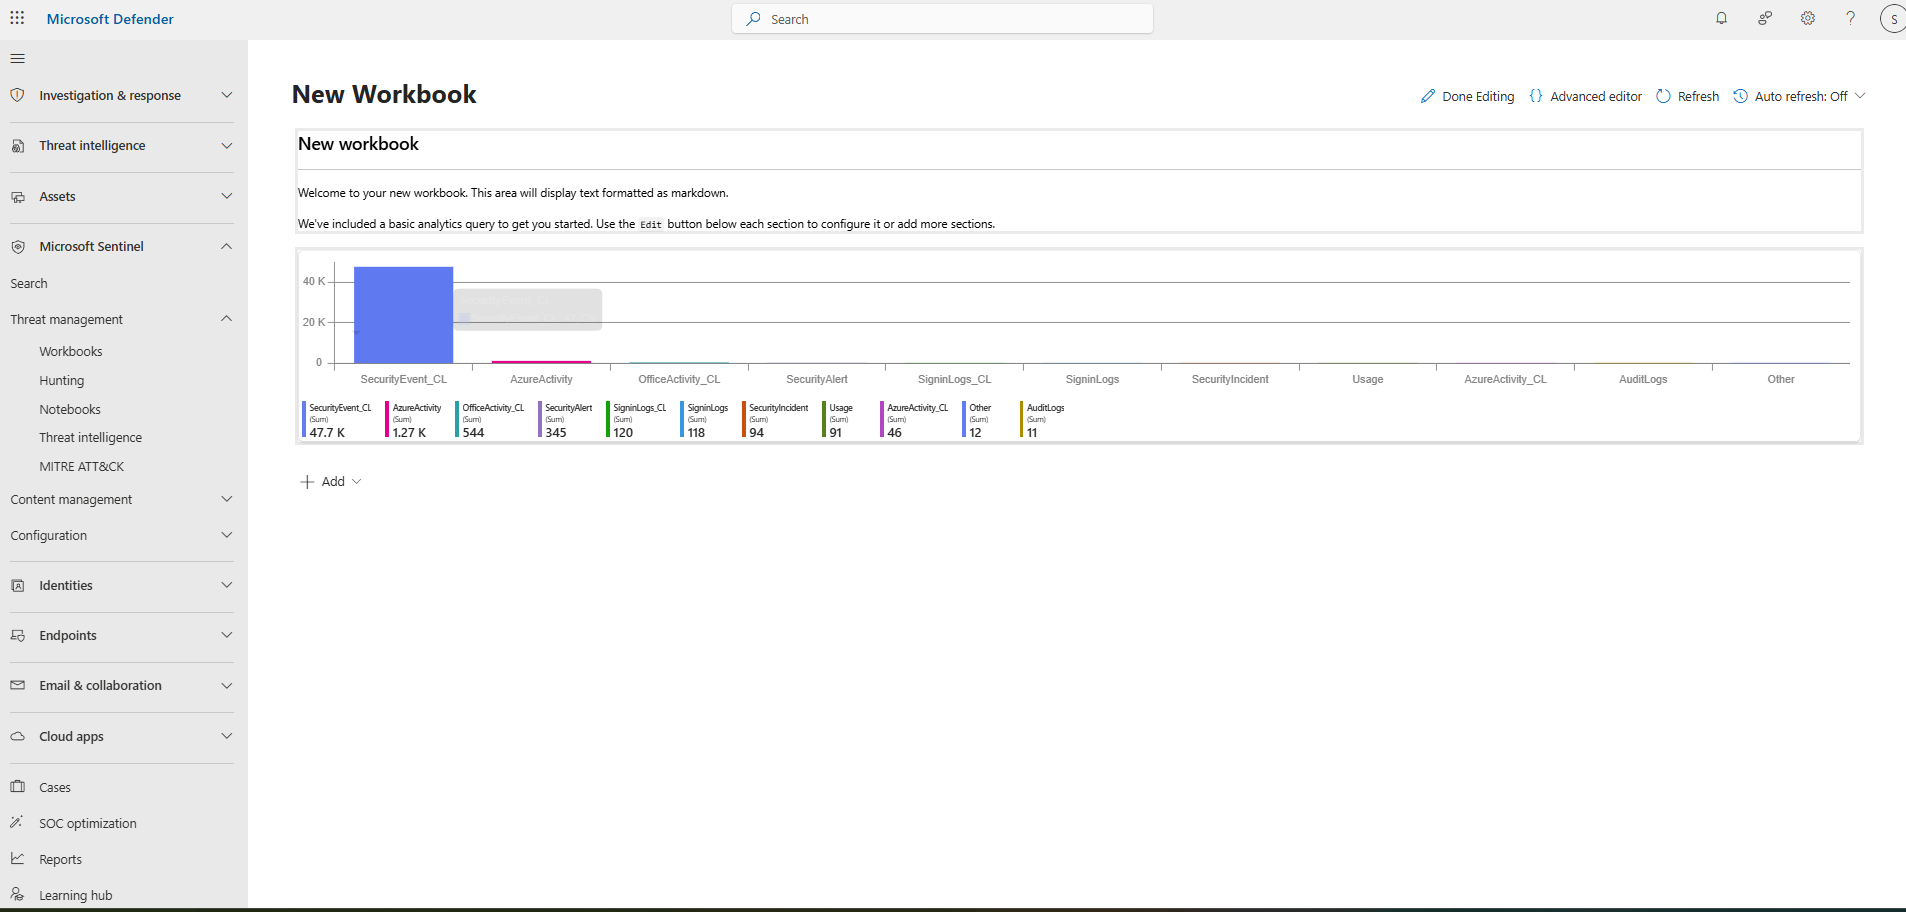 Microsoft Defender
Search
S
Investigation & response
Threat intelligence
Assets
Microsoft Sentinel
Search
Threat management
Workbooks
Hunting
Notebooks
Threat intelligence
MITRE ATT&CK
Content management
Configuration
Identities
Endpoints
Email & collaboration
Cloud apps
Cases
SOC optimization
Reports
Learning hub
New Workbook
Done Editing
Advanced editor
Refresh
Auto refresh: Off
New workbook
Welcome to your new workbook. This area will display text formatted as markdown.
We've included a basic analytics query to get you started. Use the Edit button below each section to configure it or add more sections.
40 K
20 K
0
SecurityEvent_CL AzureActivity OfficeActivity_CL SecurityAlert SigninLogs_CL SigninLogs SecurityIncident Usage AzureActivity_CL AuditLogs Other
SecurityEvent_CL AzureActivity OfficeActivity_CL SecurityAlert SigninLogs_CL SigninLogs SecurityIncident Usage AzureActivity_CL Other AuditLogs
(Sum) (Sum) (Sum) (Sum) (Sum) (Sum) (Sum) (Sum) (Sum) (Sum) (Sum)
47.7 K 1.27 K 544 345 120 118 94 91 46 12 11
Add